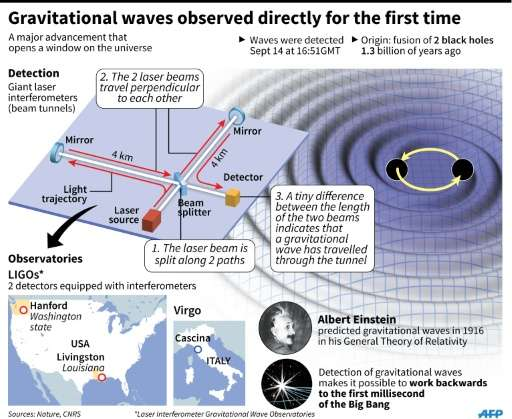 Gravitational waves observed directly for the first time
A major advancement that
opens a window on the universe
Waves were detected
Sept 14 at 16:51GMT
Origin: fusion of 2 black holes
1.3 billion of years ago
Detection
Giant laser
interferometers
(beam tunnels)
2. The 2 laser beams
travel perpendicular
to each other
Mirror
4 km
Mirror
4 km
Detector
Light
trajectory
Laser
source
Beam
splitter
3. A tiny difference
between the length
of the two beams
indicates that
a gravitational
wave has travelled
through the tunnel
1. The laser beam is
split along 2 paths
Observatories
LIGOs*
2 detectors equipped with interferometers
Hanford
Washington
state
USA
Livingston
Louisiana
Virgo
Cascina
ITALY
Albert Einstein
predicted gravitational waves in 1916
in his General Theory of Relativity
Detection of gravitational waves
makes it possible to work backwards
to the first millisecond
of the Big Bang
Sources: Nature, CNRS
*Laser Interferometer Gravitational Wave Observatories
AFP